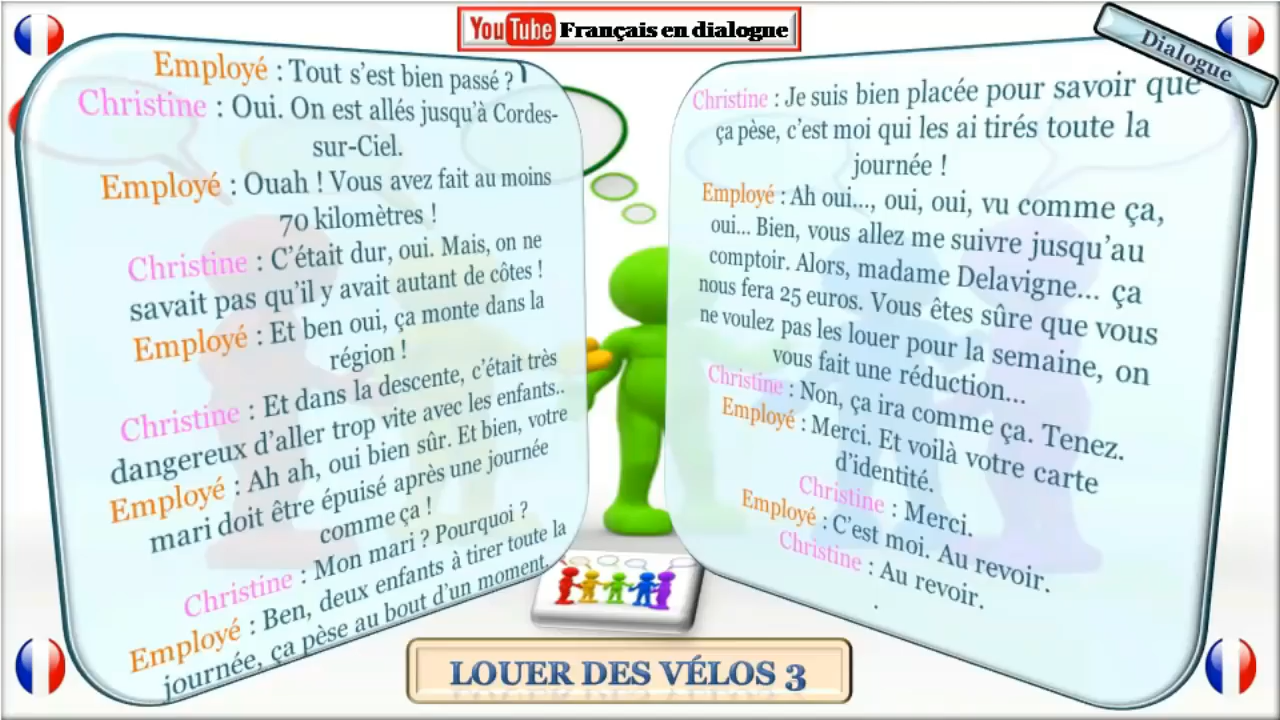 YouTube Français en dialogue
Dialogue
Employé : Tout s'est bien passé ?
Christine : Oui. On est allés jusqu'à Cordes-
sur-Ciel.
Employé : Ouah ! Vous avez fait au moins
70 kilomètres !
Christine : C'était dur, oui. Mais, on ne
savait pas qu'il y avait autant de côtes !
Employé : Et ben oui, ça monte dans la
région !
Christine : Et dans la descente, c'était très
dangereux d'aller trop vite avec les enfants..
Employé : Ah ah, oui bien sûr. Et bien, votre
mari doit être épuisé après une journée
comme ça !
Christine : Mon mari ? Pourquoi ?
Employé : Ben, deux enfants à tirer toute la
journée, ça pèse au bout d'un moment.
Christine : Je suis bien placée pour savoir que
ça pèse, c'est moi qui les ai tirés toute la
journée !
Employé : Ah oui..., oui, oui, vu comme ça,
oui... Bien, vous allez me suivre jusqu'au
comptoir. Alors, madame Delavigne... ça
nous fera 25 euros. Vous êtes sûre que vous
ne voulez pas les louer pour la semaine, on
vous fait une réduction...
Christine : Non, ça ira comme ça. Tenez.
Employé : Merci. Et voilà votre carte
d'identité.
Christine : Merci.
Employé : C'est moi. Au revoir.
Christine : Au revoir.
.
LOUER DES VÉLOS 3